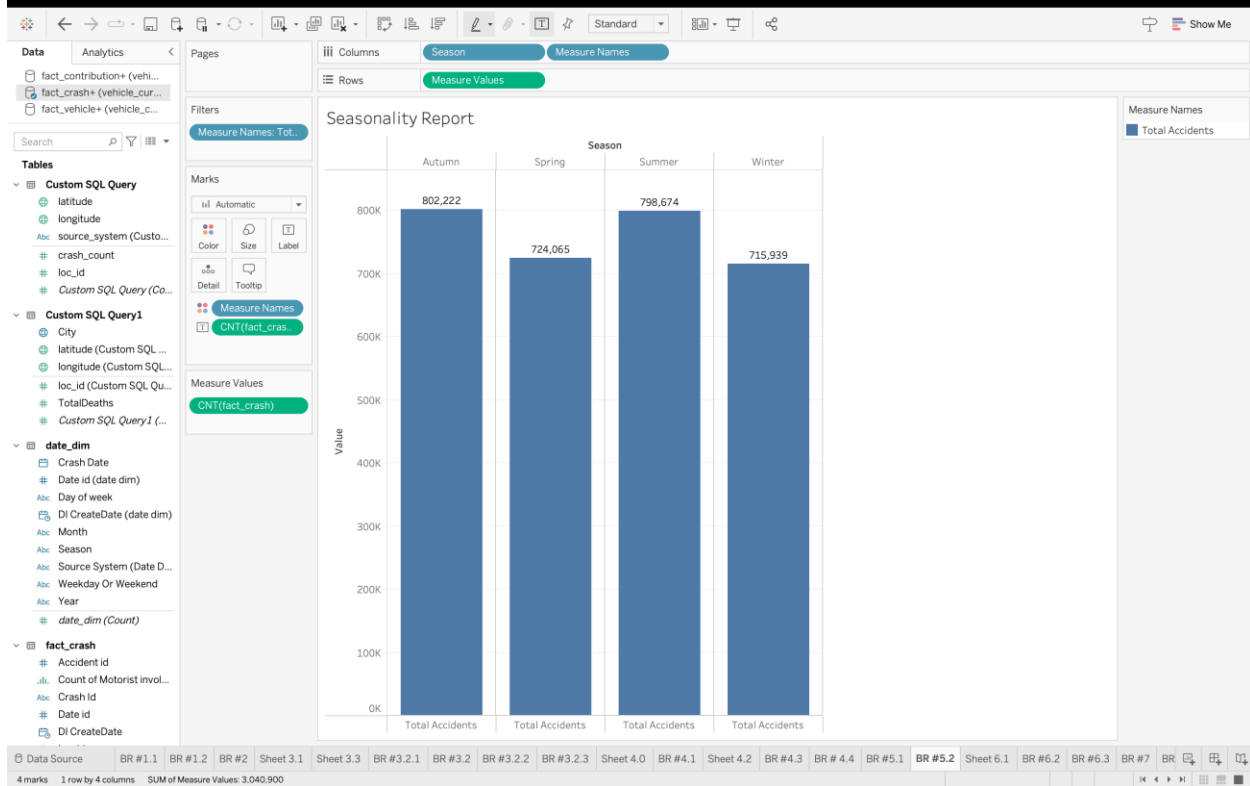 Standard
Show Me
Data
Analytics
fact_contribution+ (vehi...
fact_crash+ (vehicle_cur...
fact_vehicle+ (vehicle_c...
Search
Tables
Custom SQL Query
latitude
longitude
Abc source_system (Custo...
# crash_count
# loc_id
# Custom SQL Query (Co...
Custom SQL Query1
City
latitude (Custom SQL ...
longitude (Custom SQL...
# loc_id (Custom SQL Qu...
# TotalDeaths
# Custom SQL Query1 (...
date_dim
Crash Date
# Date id (date dim)
Abc Day of week
DI CreateDate (date dim)
Abc Month
Abc Season
Abc Source System (Date D...
Abc Weekday Or Weekend
Abc Year
# date_dim (Count)
fact_crash
# Accident id
Count of Motorist invol...
Abc Crash Id
# Date id
DI CreateDate
Pages
Filters
Measure Names: Tot..
Marks
Automatic
Color Size Label
Detail Tooltip
Measure Names
CNT(fact_cras..
Measure Values
CNT(fact_crash)
Columns Season Measure Names
Rows Measure Values
Seasonality Report
Season
Autumn Spring Summer Winter
802,222
724,065
798,674
715,939
Value
800K
700K
600K
500K
400K
300K
200K
100K
0K
Total Accidents Total Accidents Total Accidents Total Accidents
Measure Names
Total Accidents
Data Source BR #1.1 BR #1.2 BR #2 Sheet 3.1 Sheet 3.3 BR #3.2.1 BR #3.2 BR #3.2.2 BR #3.2.3 Sheet 4.0 BR #4.1 Sheet 4.2 BR #4.3 BR # 4.4 BR #5.1 BR #5.2 Sheet 6.1 BR #6.2 BR #6.3 BR #7 BR
4 marks 1 row by 4 columns SUM of Measure Values: 3,040,900